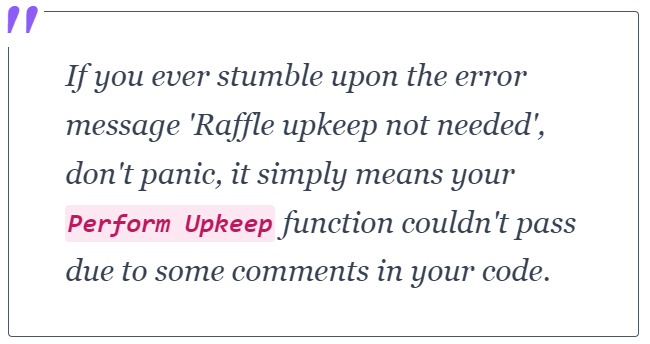 If you ever stumble upon the error
message 'Raffle upkeep not needed',
don't panic, it simply means your
Perform Upkeep function couldn't pass
due to some comments in your code.